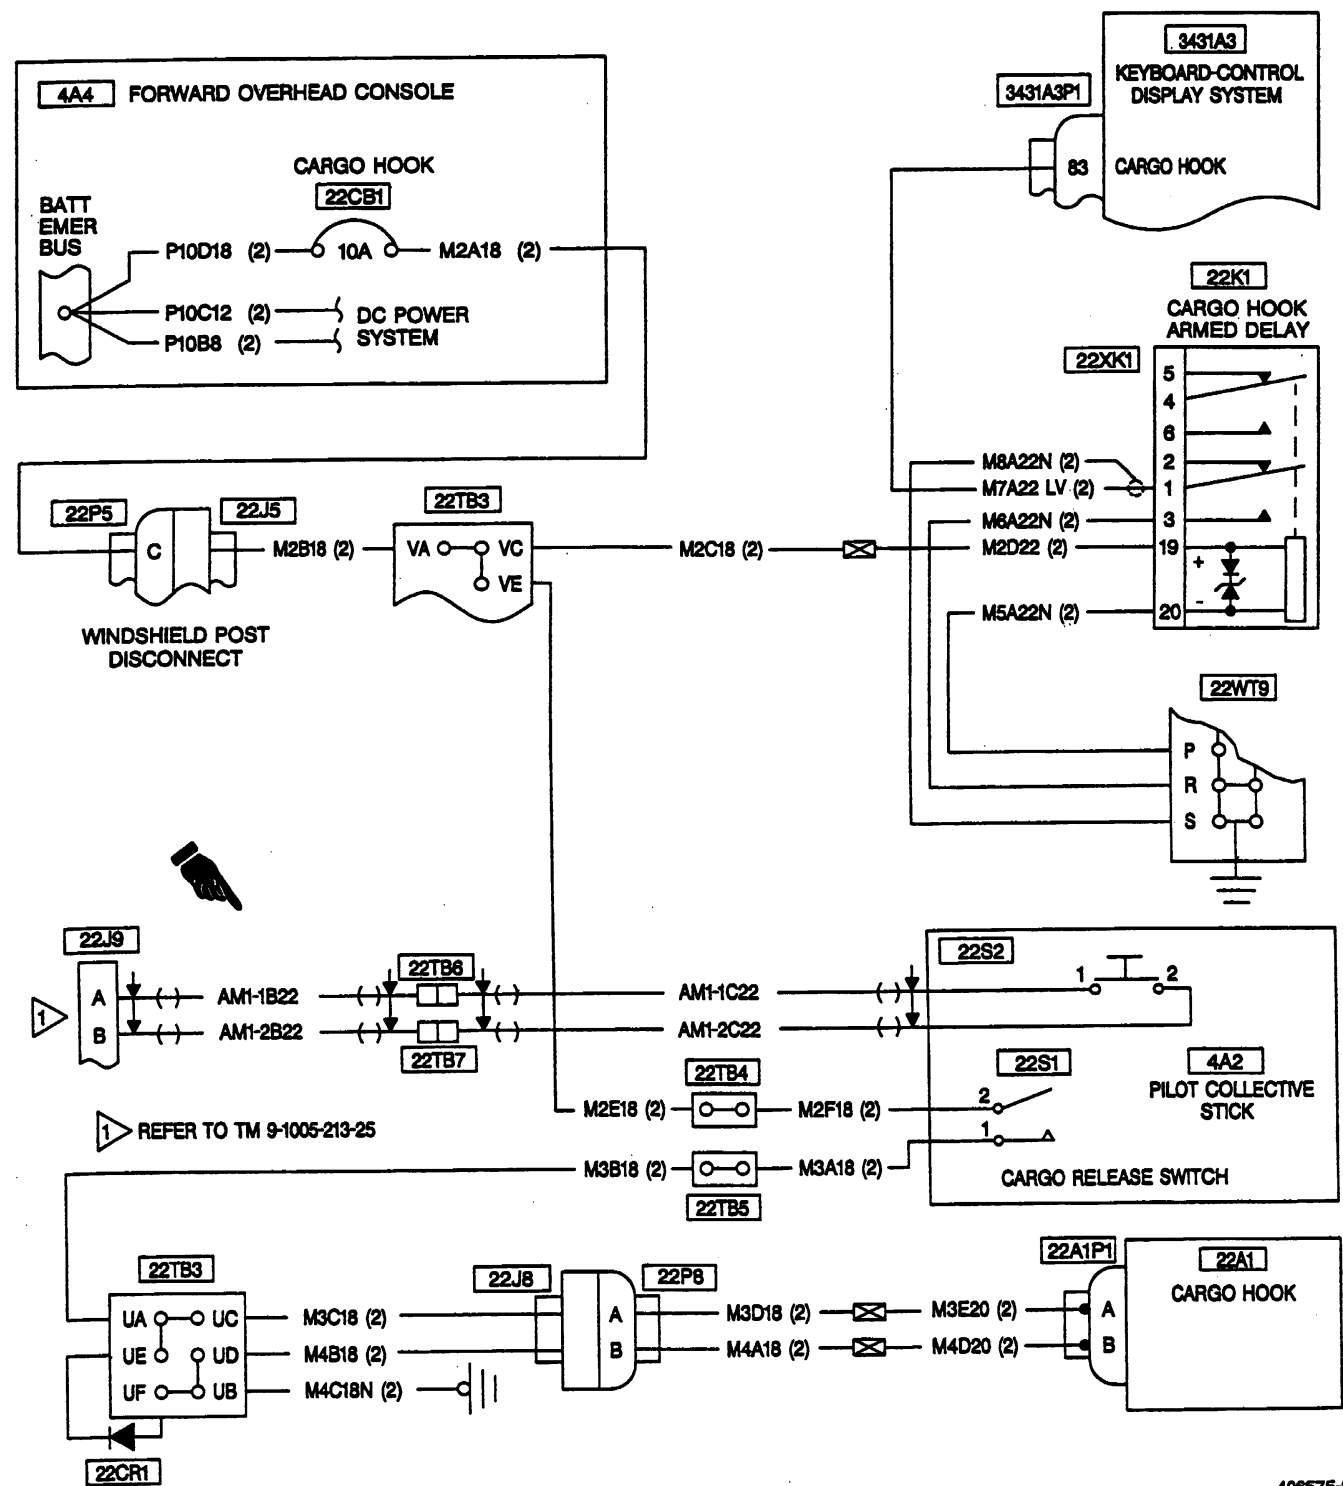 4A4 FORWARD OVERHEAD CONSOLE
CARGO HOOK
22CB1
BATT
EMER
BUS
P10D18 (2) 10A M2A18 (2)
P10C12 (2)
P10B8 (2)
DC POWER
SYSTEM
3431A3
KEYBOARD-CONTROL
DISPLAY SYSTEM
3431A3P1
83 CARGO HOOK
22K1
CARGO HOOK
ARMED DELAY
22XK1
5
4
6
M8A22N (2) 2
M7A22 LV (2) 1
M6A22N (2) 3
22P5 22J5 22TB3
C M2B18 (2) VA VC M2C18 (2) M2D22 (2) 19
VE
+
-
M5A22N (2) 20
WINDSHIELD POST
DISCONNECT
22WT9
P
R
S
22J9
22TB6
22S2
1 2
A AM1-1B22 AM1-1C22
1
B AM1-2B22 AM1-2C22
22TB7
22S1
4A2
PILOT COLLECTIVE
STICK
22TB4
M2E18 (2) M2F18 (2) 2
1 REFER TO TM 9-1005-213-25
1
M3B18 (2) M3A18 (2)
CARGO RELEASE SWITCH
22TB5
22TB3
22J8 22P8
22A1P1
22A1
CARGO HOOK
UA UC M3C18 (2) A M3D18 (2) M3E20 (2) A
UE UD M4B18 (2) B M4A18 (2) M4D20 (2) B
UF UB M4C18N (2)
22CR1